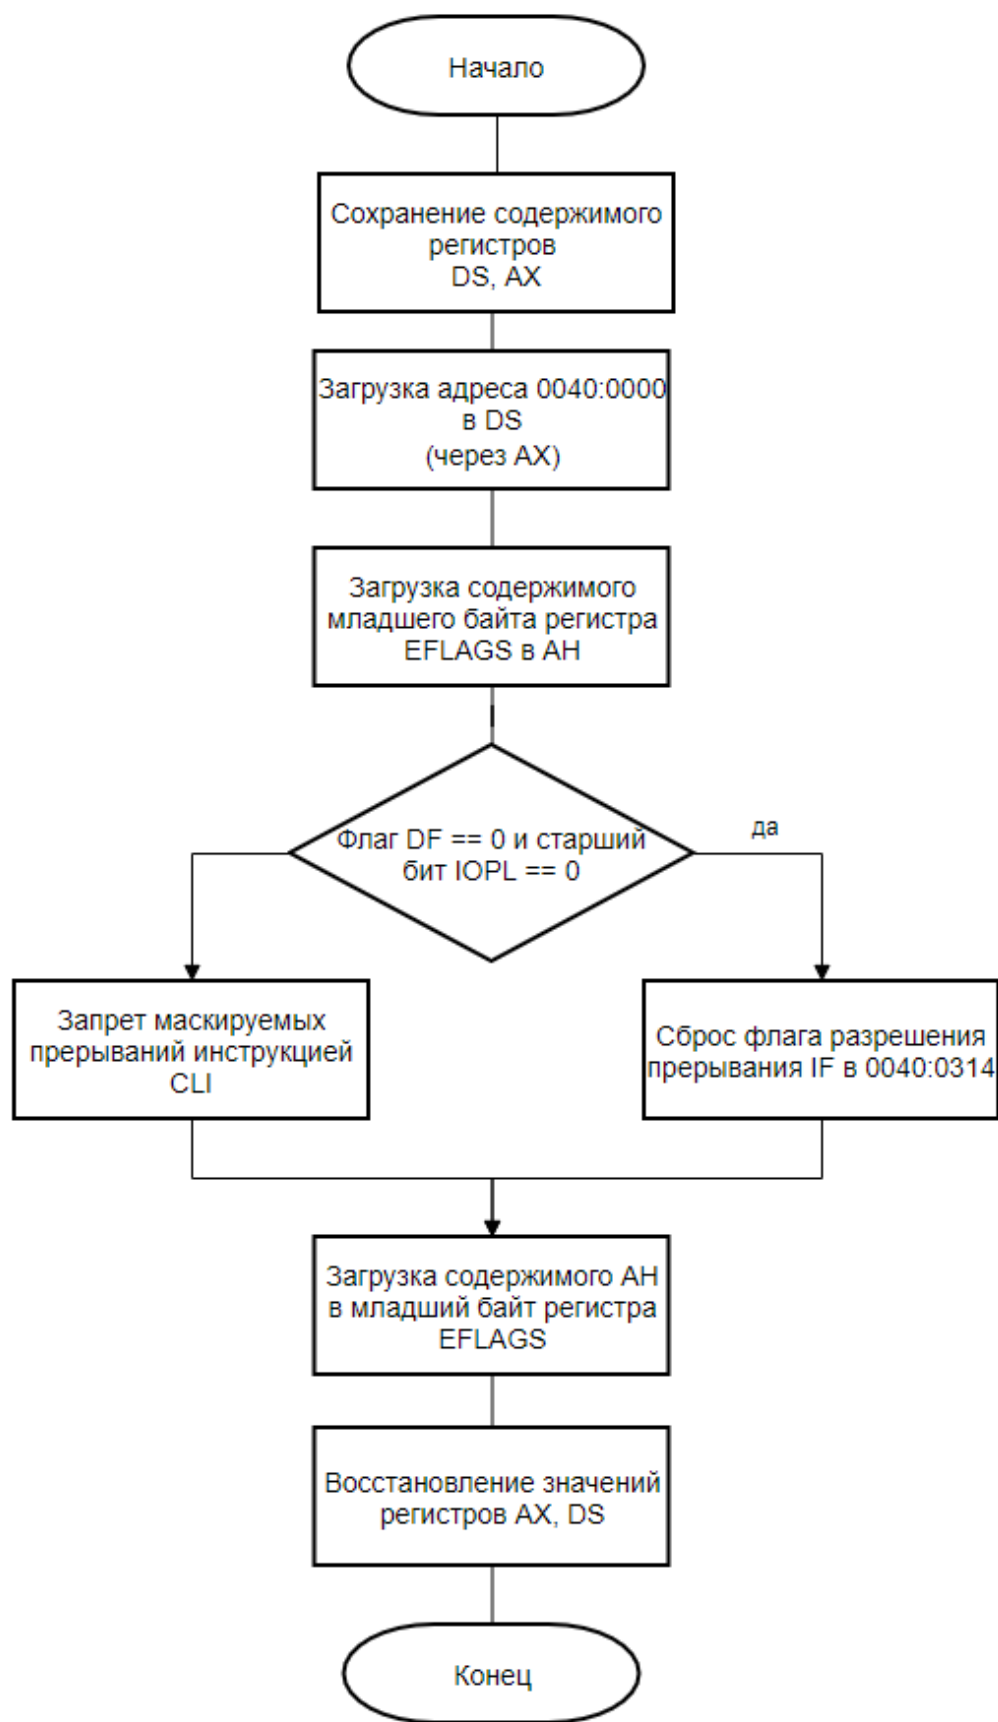 Начало
Сохранение содержимого
регистров
DS, AX
Загрузка адреса 0040:0000
в DS
(через AX)
Загрузка содержимого
младшего байта регистра
EFLAGS в AH
Флаг DF == 0 и старший
бит IOPL == 0
да
Запрет маскируемых
прерываний инструкцией
CLI
Сброс флага разрешения
прерывания IF в 0040:0314
Загрузка содержимого AH
в младший байт регистра
EFLAGS
Восстановление значений
регистров AX, DS
Конец